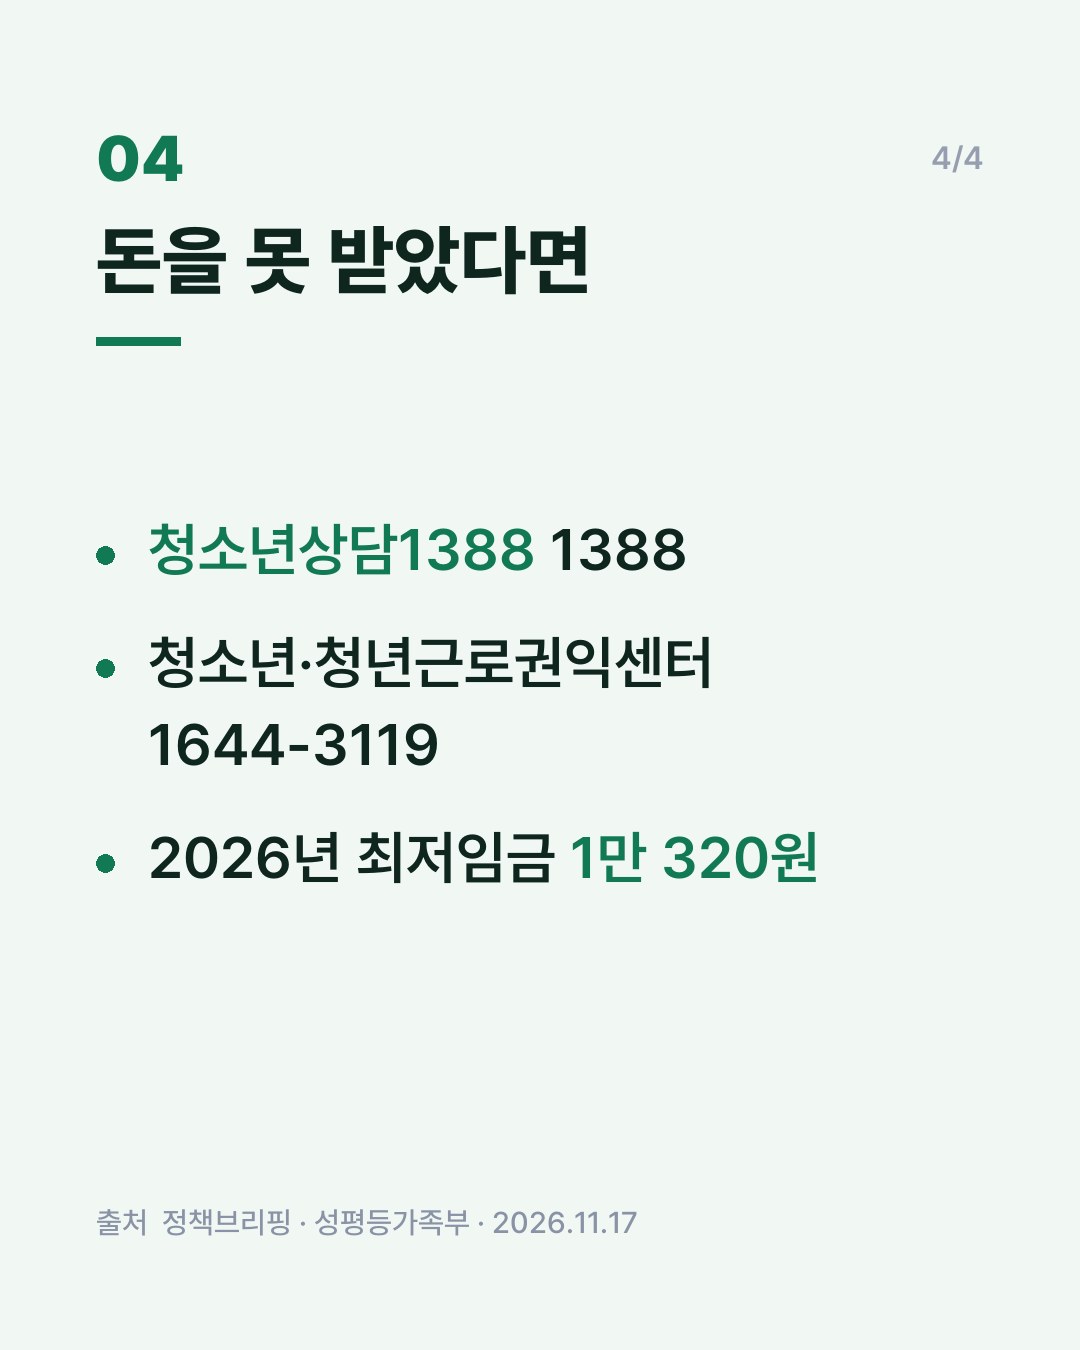 04
4/4
돈을 못 받았다면
청소년상담1388 1388
청소년·청년근로권익센터
1644-3119
2026년 최저임금 1만 320원
출처 정책브리핑 · 성평등가족부 · 2026.11.17